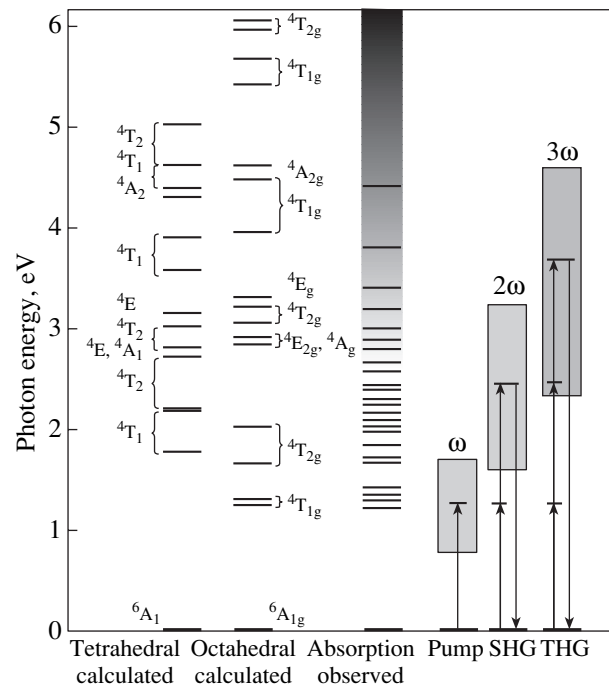 Photon energy, eV
6
5
4
3
2
1
0
⁴T₂
⁴T₁
⁴A₂
⁴T₁
⁴E
⁴T₂
⁴E, ⁴A₁
⁴T₂
⁴T₁
⁶A₁
⁴T₂g
⁴T₁g
⁴A₂g
⁴T₁g
⁴Eg
⁴T₂g
⁴E₂g, ⁴Ag
⁴T₂g
⁴T₁g
⁶A₁g
ω
2ω
3ω
Tetrahedral
calculated
Octahedral
calculated
Absorption
observed
Pump SHG THG